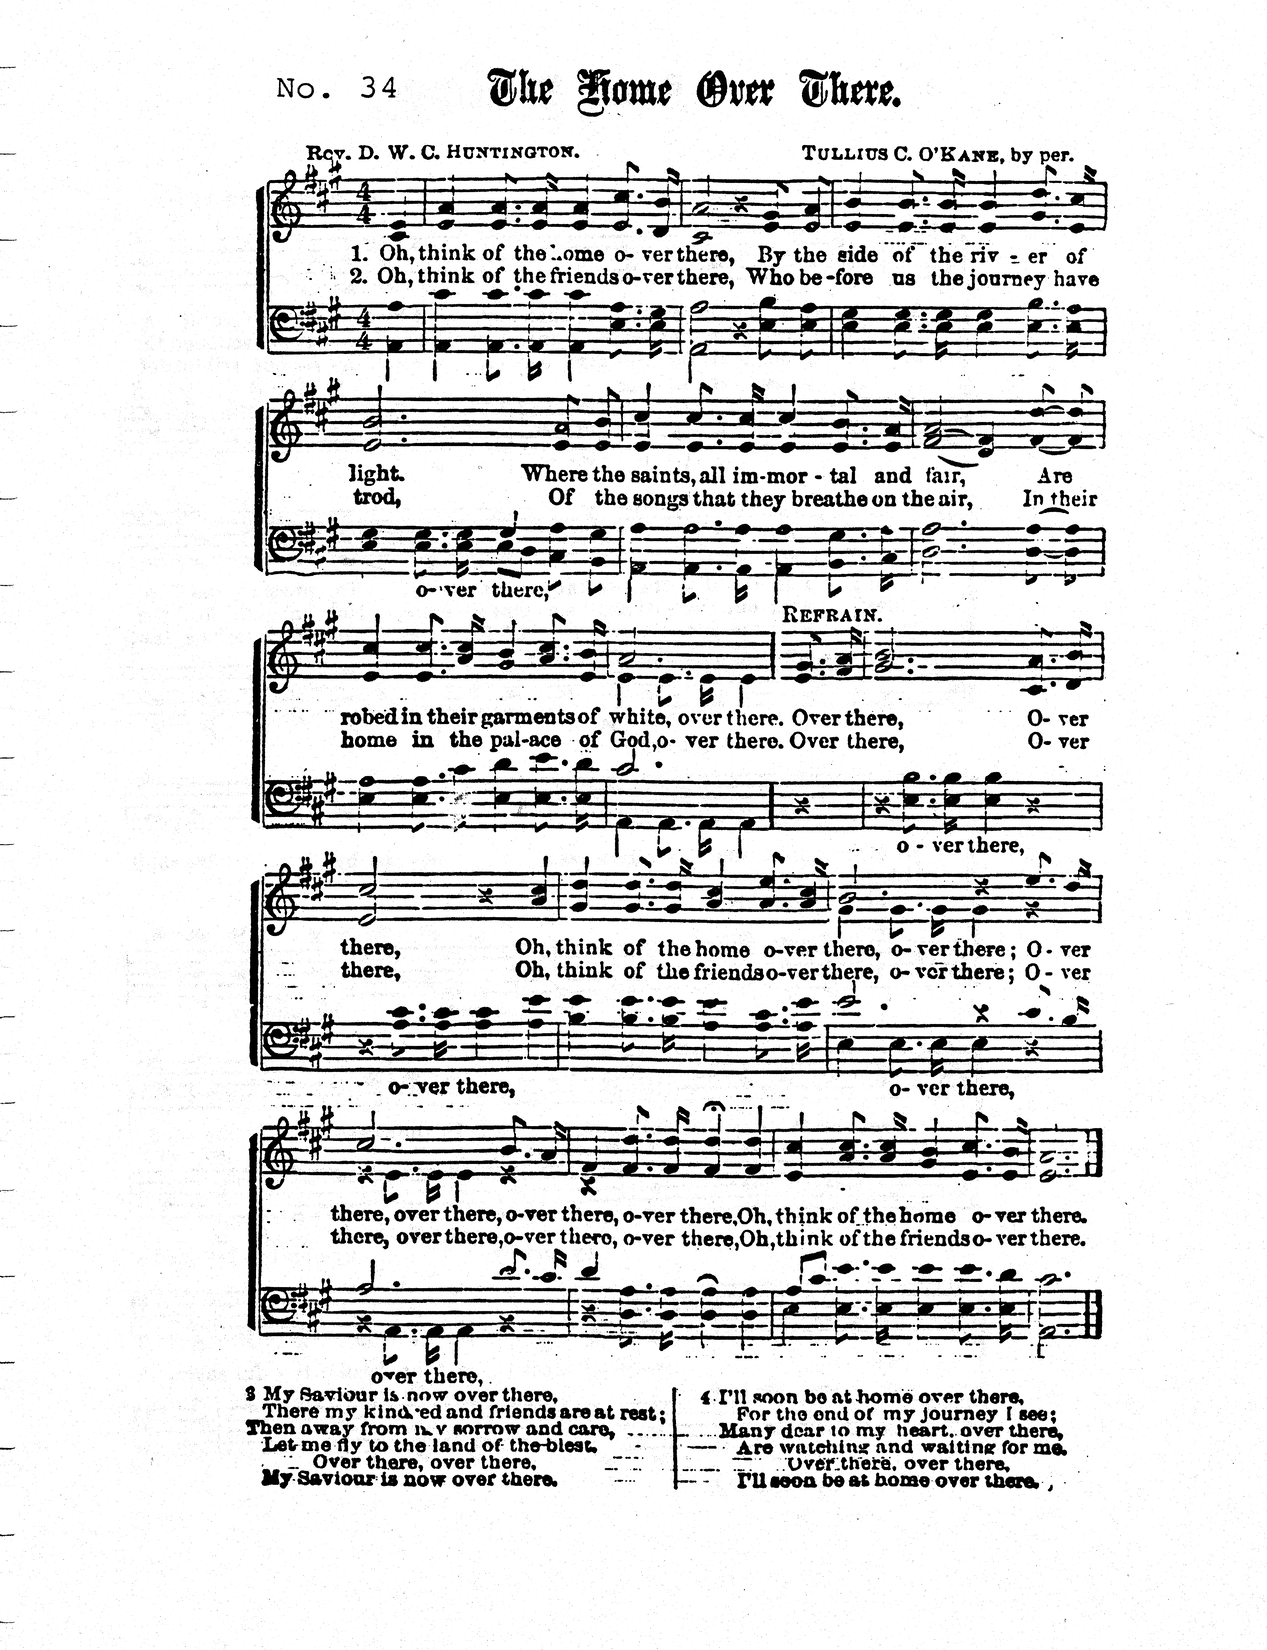 No. 34 The Home Over There.
Rev. D. W. C. HUNTINGTON. TULLIUS C. O'KANE, by per.
1. Oh, think of the home o- ver there, By the side of the riv - er of
2. Oh, think of the friends o-ver there, Who be-fore us the journey have
light. Where the saints, all im-mor - tal and fair, Are
trod, Of the songs that they breathe on the air, In their
o- ver there,
REFRAIN.
robed in their garments of white, over there. Over there, O- ver
home in the pal-ace of God, o- ver there. Over there, O- ver
o - ver there,
there, Oh, think of the home o-ver there, o- ver there; O - ver
there, Oh, think of the friends o-ver there, o- ver there; O - ver
o- ver there, o- ver there,
there, over there, o-ver there, o-ver there, Oh, think of the home o- ver there.
there, over there, o-ver there, o-ver there, Oh, think of the friends o- ver there.
over there,
3 My Saviour is now over there,
There my kindred and friends are at rest;
Then away from my sorrow and care,
Let me fly to the land of the blest.
Over there, over there,
My Saviour is now over there.
4 I'll soon be at home over there,
For the end of my journey I see;
Many dear to my heart, over there,
Are watching and waiting for me.
Over there, over there,
I'll soon be at home over there.